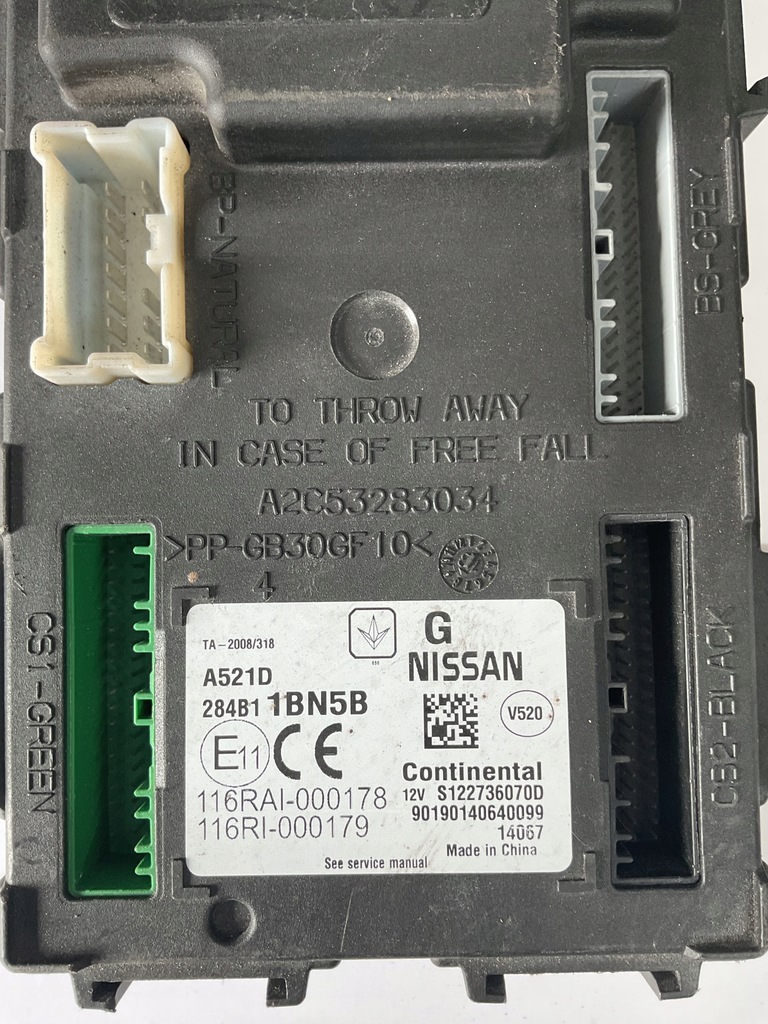 BP-NATURAL
BS-GREY
TO THROW AWAY
IN CASE OF FREE FALL
A2C53283034
>PP-GB30GF10<
4
CS1-GREEN
CB2-BLACK
TA-2008/318
G
NISSAN
A521D
284B1 1BN5B
V520
E11 CE
Continental
116RAI-000178
12V S122736070D
116RI-000179
90190140640099
14067
Made in China
See service manual